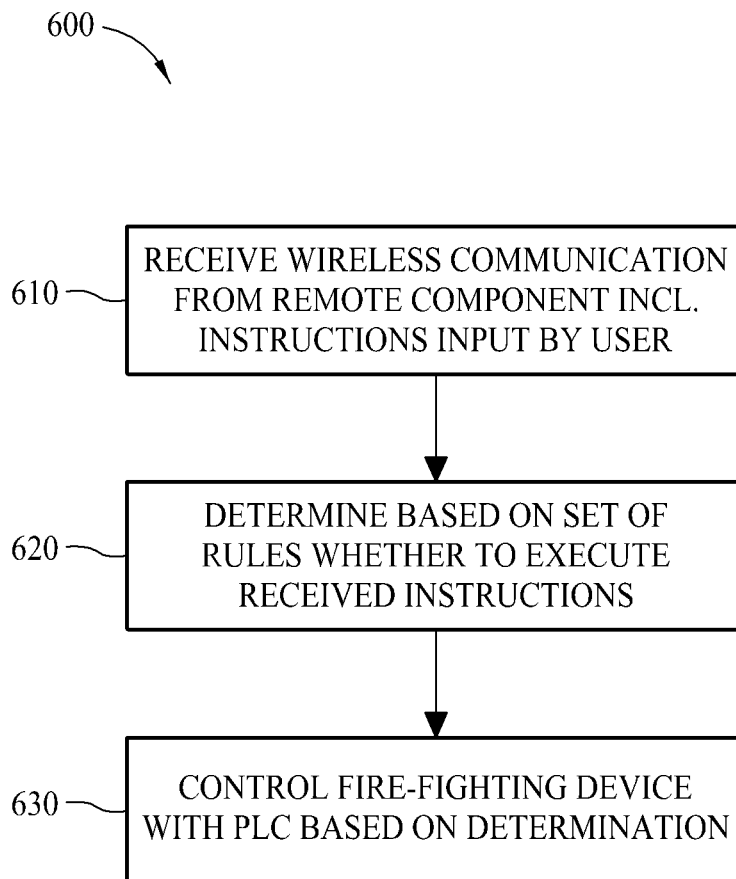 600
610
RECEIVE WIRELESS COMMUNICATION
FROM REMOTE COMPONENT INCL.
INSTRUCTIONS INPUT BY USER
620
DETERMINE BASED ON SET OF
RULES WHETHER TO EXECUTE
RECEIVED INSTRUCTIONS
630
CONTROL FIRE-FIGHTING DEVICE
WITH PLC BASED ON DETERMINATION